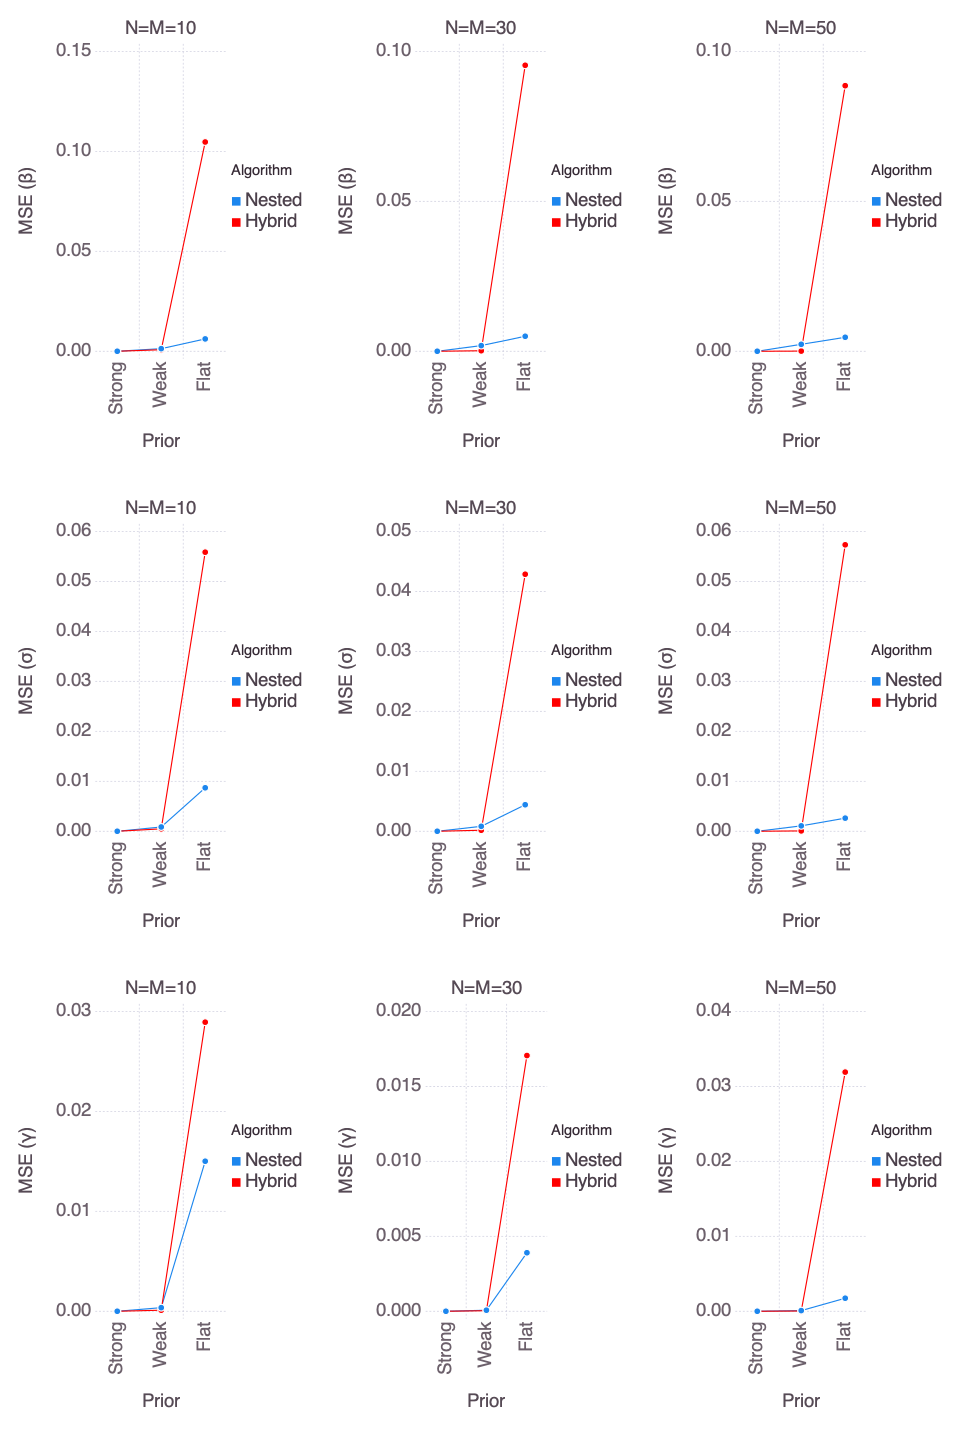 N=M=10
0.15
0.10
0.05
0.00
MSE (β)
Strong
Weak
Flat
Prior
Algorithm
Nested
Hybrid
N=M=30
0.10
0.05
0.00
MSE (β)
Strong
Weak
Flat
Prior
Algorithm
Nested
Hybrid
N=M=50
0.10
0.05
0.00
MSE (β)
Strong
Weak
Flat
Prior
Algorithm
Nested
Hybrid
N=M=10
0.06
0.05
0.04
0.03
0.02
0.01
0.00
MSE (σ)
Strong
Weak
Flat
Prior
Algorithm
Nested
Hybrid
N=M=30
0.05
0.04
0.03
0.02
0.01
0.00
MSE (σ)
Strong
Weak
Flat
Prior
Algorithm
Nested
Hybrid
N=M=50
0.06
0.05
0.04
0.03
0.02
0.01
0.00
MSE (σ)
Strong
Weak
Flat
Prior
Algorithm
Nested
Hybrid
N=M=10
0.03
0.02
0.01
0.00
MSE (γ)
Strong
Weak
Flat
Prior
Algorithm
Nested
Hybrid
N=M=30
0.020
0.015
0.010
0.005
0.000
MSE (γ)
Strong
Weak
Flat
Prior
Algorithm
Nested
Hybrid
N=M=50
0.04
0.03
0.02
0.01
0.00
MSE (γ)
Strong
Weak
Flat
Prior
Algorithm
Nested
Hybrid